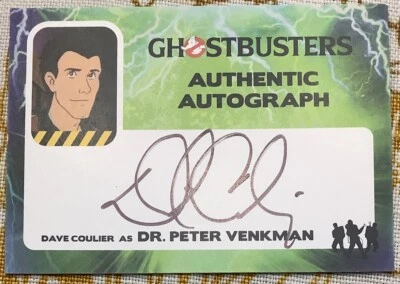 GHOSTBUSTERS
AUTHENTIC
AUTOGRAPH
DAVE COULIER AS DR. PETER VENKMAN